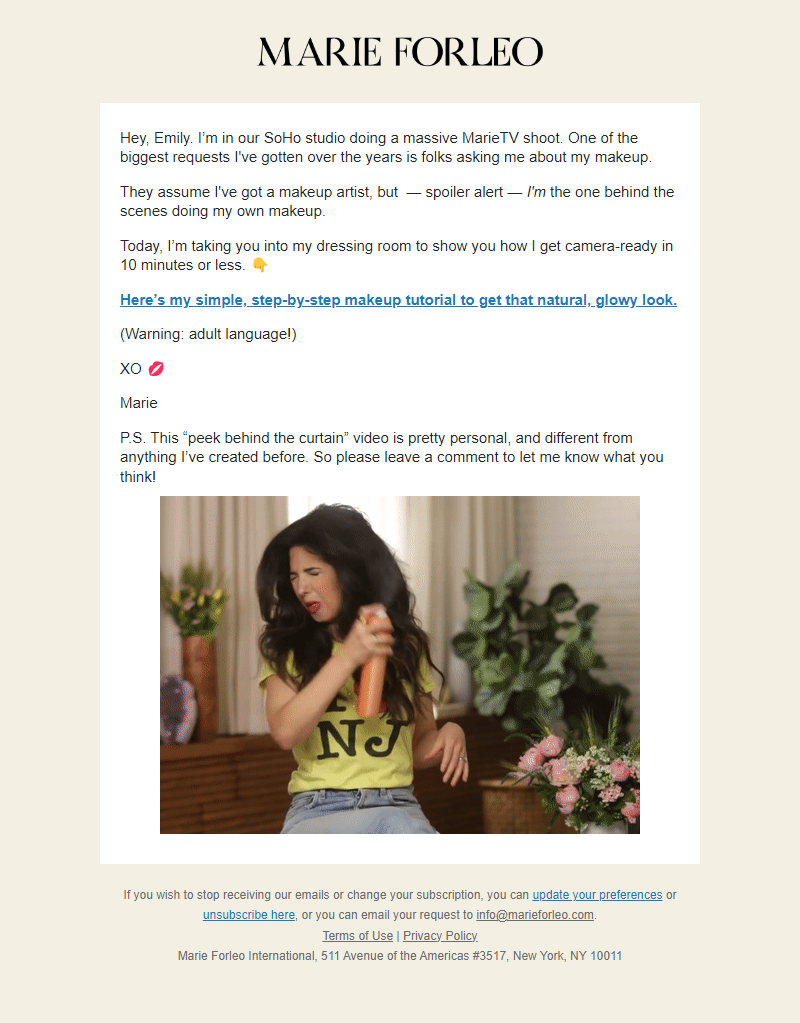 MARIE FORLEO
Hey, Emily. I’m in our SoHo studio doing a massive MarieTV shoot. One of the
biggest requests I've gotten over the years is folks asking me about my makeup.
They assume I've got a makeup artist, but — spoiler alert — I'm the one behind the
scenes doing my own makeup.
Today, I’m taking you into my dressing room to show you how I get camera-ready in
10 minutes or less. 👇
Here’s my simple, step-by-step makeup tutorial to get that natural, glowy look.
(Warning: adult language!)
XO 💋
Marie
P.S. This “peek behind the curtain” video is pretty personal, and different from
anything I’ve created before. So please leave a comment to let me know what you
think!
NJ
If you wish to stop receiving our emails or change your subscription, you can update your preferences or
unsubscribe here, or you can email your request to info@marieforleo.com.
Terms of Use | Privacy Policy
Marie Forleo International, 511 Avenue of the Americas #3517, New York, NY 10011